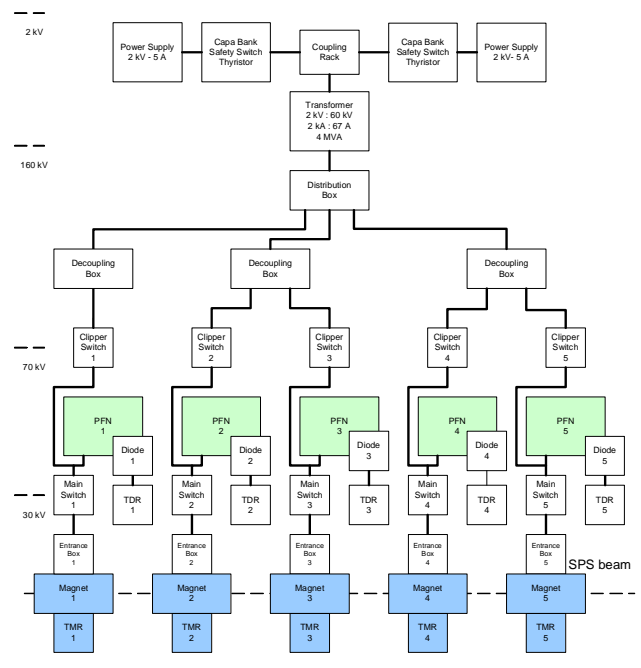 2 kV
Power Supply
2 kV - 5 A
Capa Bank
Safety Switch
Thyristor
Coupling
Rack
Capa Bank
Safety Switch
Thyristor
Power Supply
2 kV- 5 A
Transformer
2 kV : 60 kV
2 kA : 67 A
4 MVA
160 kV
Distribution
Box
Decoupling
Box
Decoupling
Box
Decoupling
Box
Clipper
Switch
1
Clipper
Switch
2
Clipper
Switch
3
Clipper
Switch
4
Clipper
Switch
5
70 kV
PFN
1
PFN
2
PFN
3
PFN
4
PFN
5
Diode
1
Diode
2
Diode
3
Diode
4
Diode
5
Main
Switch
1
TDR
1
Main
Switch
2
TDR
2
Main
Switch
3
TDR
3
Main
Switch
4
TDR
4
Main
Switch
5
TDR
5
30 kV
Entrance
Box
1
Entrance
Box
2
Entrance
Box
3
Entrance
Box
4
Entrance
Box
5
SPS beam
Magnet
1
Magnet
2
Magnet
3
Magnet
4
Magnet
5
TMR
1
TMR
2
TMR
3
TMR
4
TMR
5